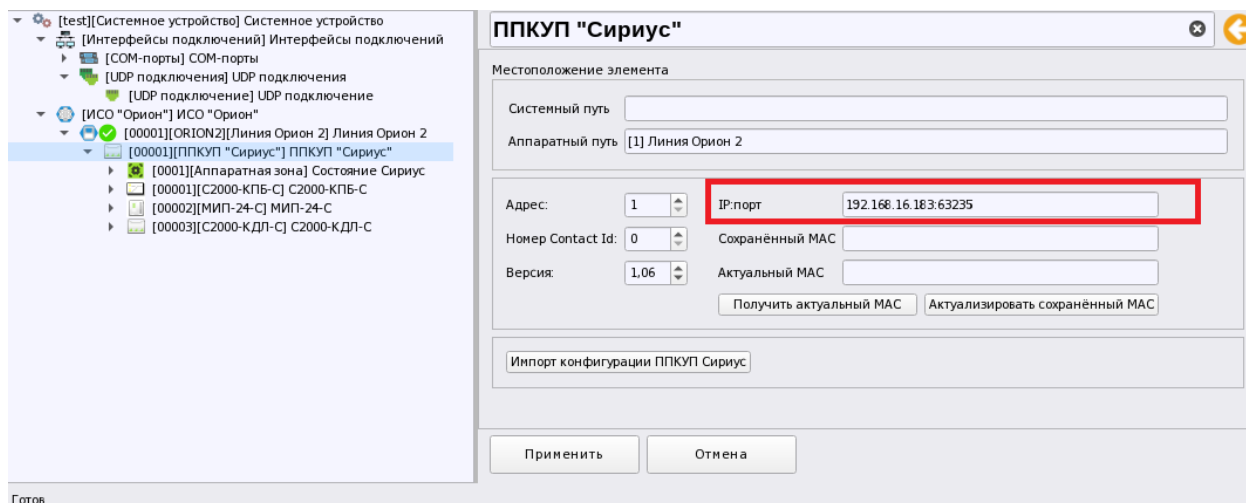 [test][Системное устройство] Системное устройство
[Интерфейсы подключений] Интерфейсы подключений
[COM-порты] COM-порты
[UDP подключения] UDP подключения
[UDP подключение] UDP подключение
[ИСО "Орион"] ИСО "Орион"
[00001][ORION2][Линия Орион 2] Линия Орион 2
[00001][ППКУП "Сириус"] ППКУП "Сириус"
[0001][Аппаратная зона] Состояние Сириус
[00001][С2000-КПБ-С] С2000-КПБ-С
[00002][МИП-24-С] МИП-24-С
[00003][С2000-КДЛ-С] С2000-КДЛ-С
Готов
ППКУП "Сириус"
Местоположение элемента
Системный путь
Аппаратный путь [1] Линия Орион 2
Адрес: 1 IP:порт 192.168.16.183:63235
Номер Contact Id: 0 Сохранённый MAC
Версия: 1,06 Актуальный MAC
Получить актуальный MAC Актуализировать сохранённый MAC
Импорт конфигурации ППКУП Сириус
Применить Отмена